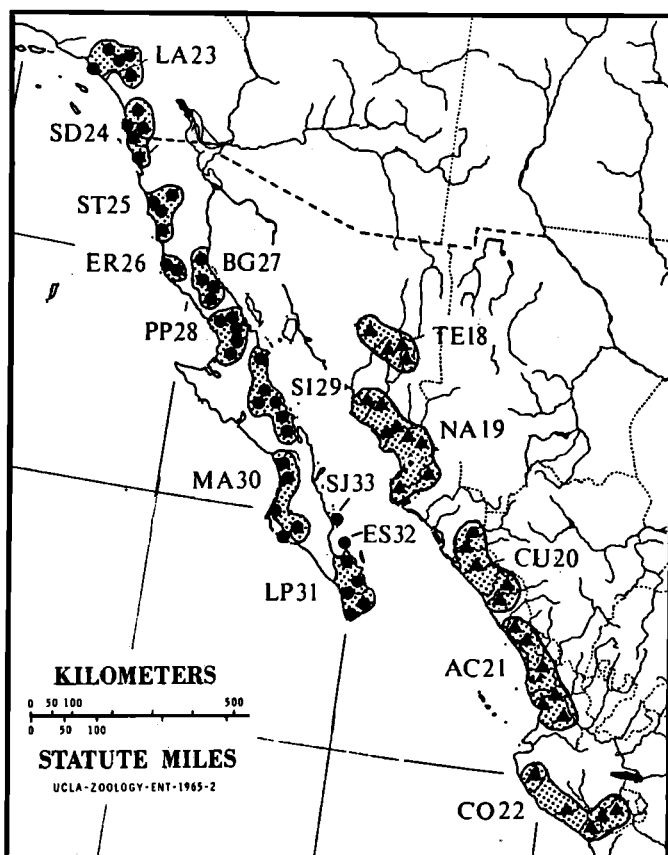 LA23
SD24
ST25
ER26
BG27
PP28
TE18
SI29
NA19
MA30
SJ33
ES32
CU20
LP31
AC21
CO22
KILOMETERS
0 50 100 500
0 50 100
STATUTE MILES
UCLA-ZOOLOGY-ENT-1965-2